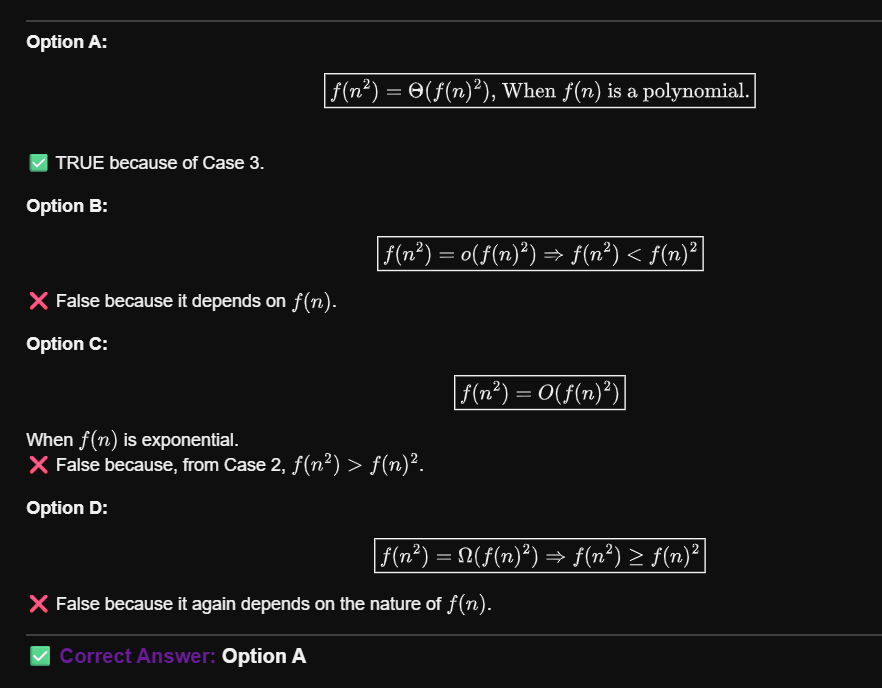 Option A:
f(n²) = Θ(f(n)²), When f(n) is a polynomial.
✅ TRUE because of Case 3.
Option B:
f(n²) = o(f(n)²) ⇒ f(n²) < f(n)²
❌ False because it depends on f(n).
Option C:
f(n²) = O(f(n)²)
When f(n) is exponential.
❌ False because, from Case 2, f(n²) > f(n)².
Option D:
f(n²) = Ω(f(n)²) ⇒ f(n²) ≥ f(n)²
❌ False because it again depends on the nature of f(n).
✅ Correct Answer: Option A